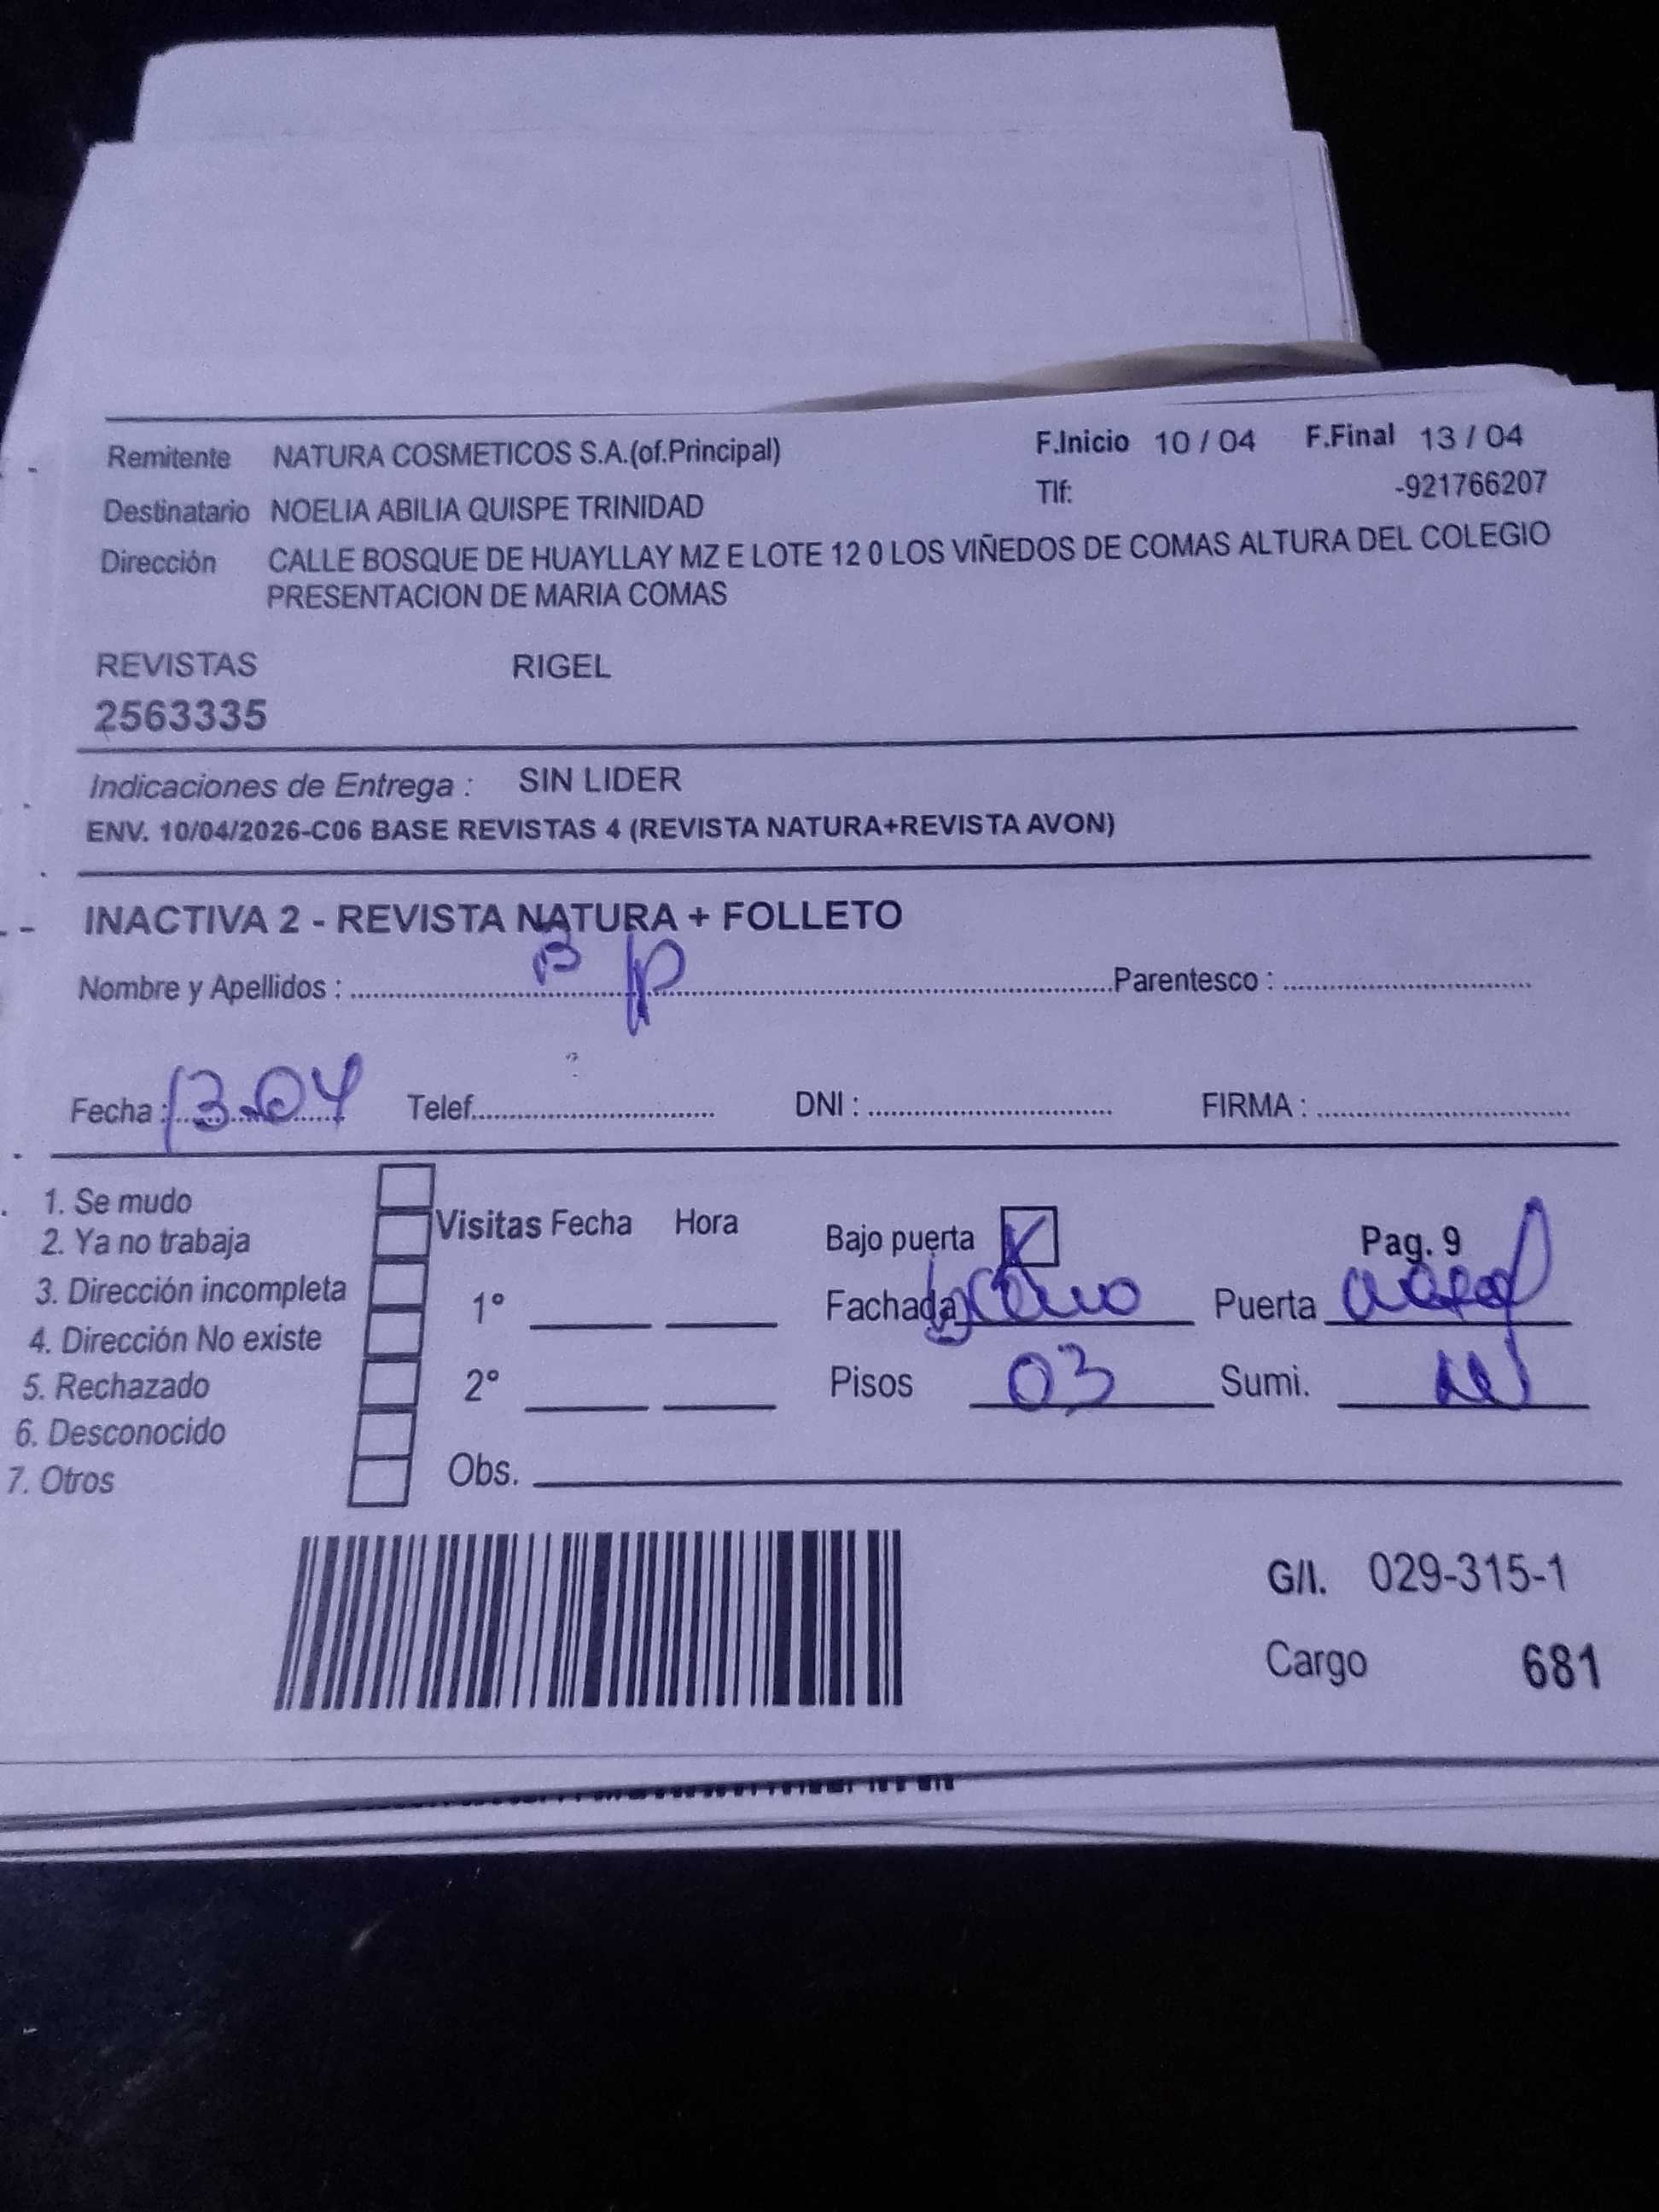 Remitente NATURA COSMETICOS S.A.(of.Principal) F.Inicio 10 / 04 F.Final 13 / 04
Destinatario NOELIA ABILIA QUISPE TRINIDAD Tlf: -921766207
Dirección CALLE BOSQUE DE HUAYLLAY MZ E LOTE 12 0 LOS VIÑEDOS DE COMAS ALTURA DEL COLEGIO
PRESENTACION DE MARIA COMAS
REVISTAS RIGEL
2563335
Indicaciones de Entrega : SIN LIDER
ENV. 10/04/2026-C06 BASE REVISTAS 4 (REVISTA NATURA+REVISTA AVON)
INACTIVA 2 - REVISTA NATURA + FOLLETO
Nombre y Apellidos : B P Parentesco :
Fecha : 13-04 Telef. DNI : FIRMA :
1. Se mudo
2. Ya no trabaja
3. Dirección incompleta
4. Dirección No existe
5. Rechazado
6. Desconocido
7. Otros
Visitas Fecha Hora
1°
2°
Obs.
Bajo puerta X Pag. 9
Fachada Puerta
Pisos 03 Sumi.
G/I. 029-315-1
Cargo 681